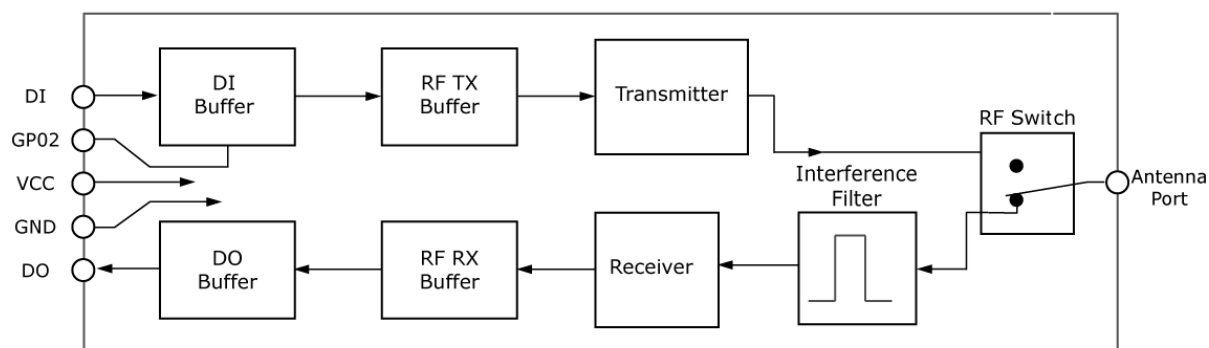 DI
GP02
VCC
GND
DO
DI
Buffer
RF TX
Buffer
Transmitter
RF Switch
Antenna
Port
Interference
Filter
DO
Buffer
RF RX
Buffer
Receiver